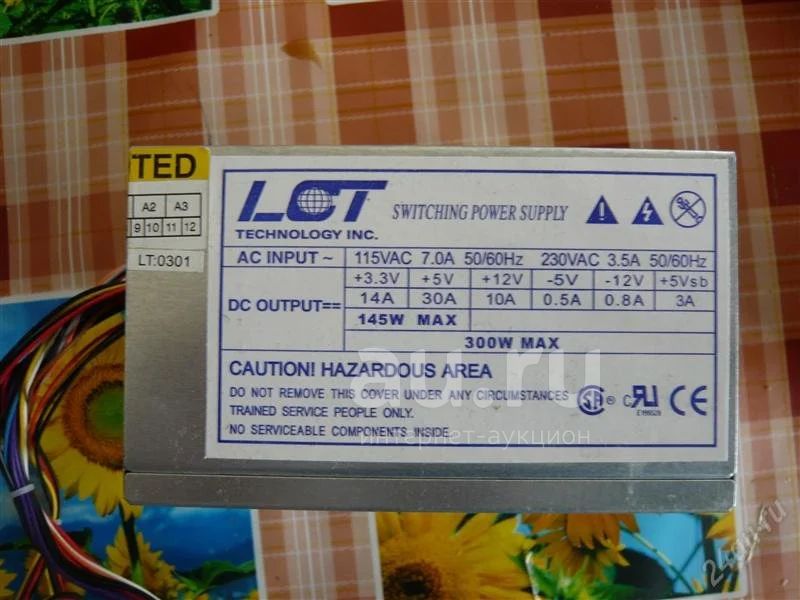 TED
A2 A3
9 10 11 12
LT:0301
LCT
TECHNOLOGY INC.
SWITCHING POWER SUPPLY
AC INPUT ~ 115VAC 7.0A 50/60Hz 230VAC 3.5A 50/60Hz
DC OUTPUT== +3.3V +5V +12V -5V -12V +5Vsb
14A 30A 10A 0.5A 0.8A 3A
145W MAX
300W MAX
CAUTION! HAZARDOUS AREA
DO NOT REMOVE THIS COVER UNDER ANY CIRCUMSTANCES
TRAINED SERVICE PEOPLE ONLY.
NO SERVICEABLE COMPONENTS INSIDE.
CE
au.ru
интернет-аукцион
24au.ru